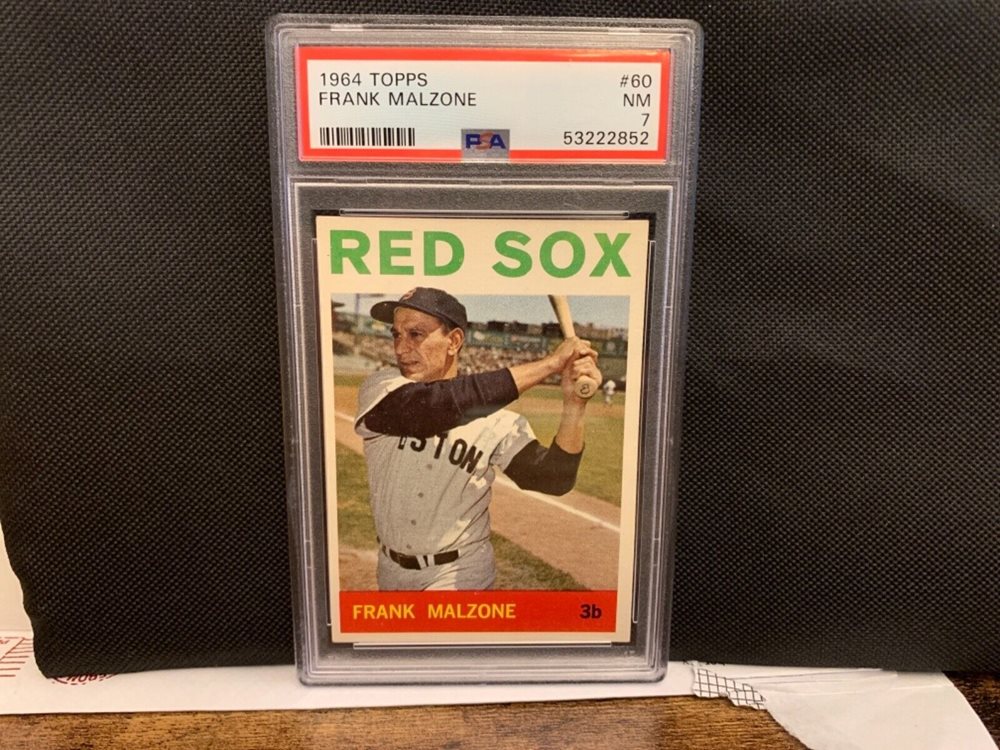 1964 TOPPS #60
FRANK MALZONE NM
7
PSA 53222852
RED SOX
STON
FRANK MALZONE 3b